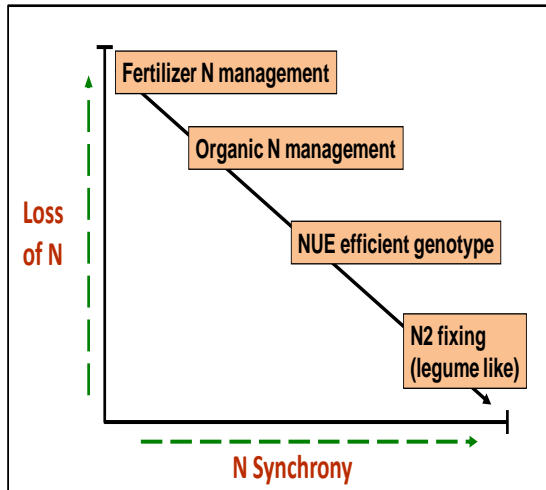 Fertilizer N management
Organic N management
Loss
of N
NUE efficient genotype
N2 fixing
(legume like)
N Synchrony